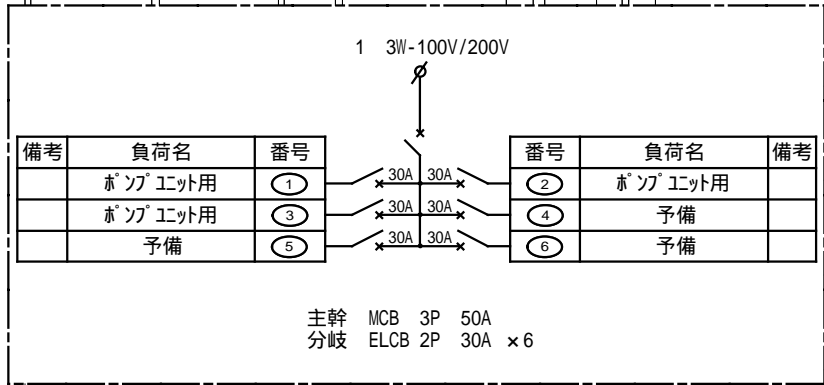 1 3W-100V/200V
備考 負荷名 番号 番号 負荷名 備考
ポンプユニット用 1 30A 30A 2 ポンプユニット用
ポンプユニット用 3 30A 30A 4 予備
予備 5 30A 30A 6 予備
主幹 MCB 3P 50A
分岐 ELCB 2P 30A ×6